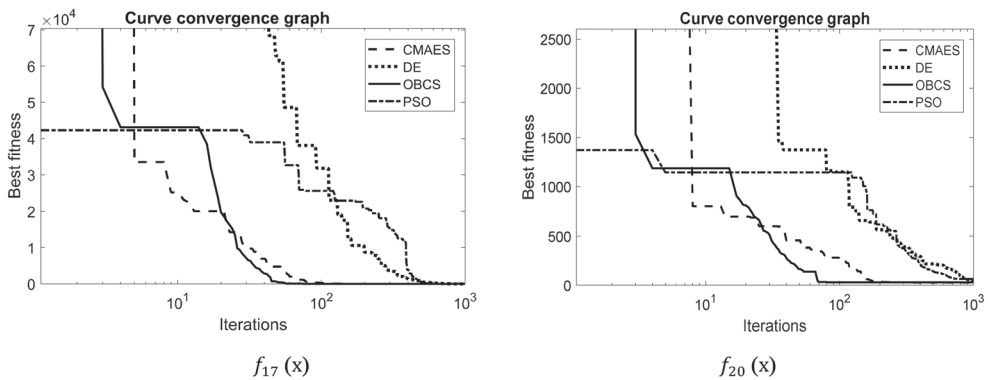 Curve convergence graph
×10⁴
Best fitness
7
6
5
4
3
2
1
0
10¹
10²
10³
Iterations
CMAES
DE
OBCS
PSO
f₁₇ (x)
Curve convergence graph
Best fitness
2500
2000
1500
1000
500
0
10¹
10²
10³
Iterations
CMAES
DE
OBCS
PSO
f₂₀ (x)